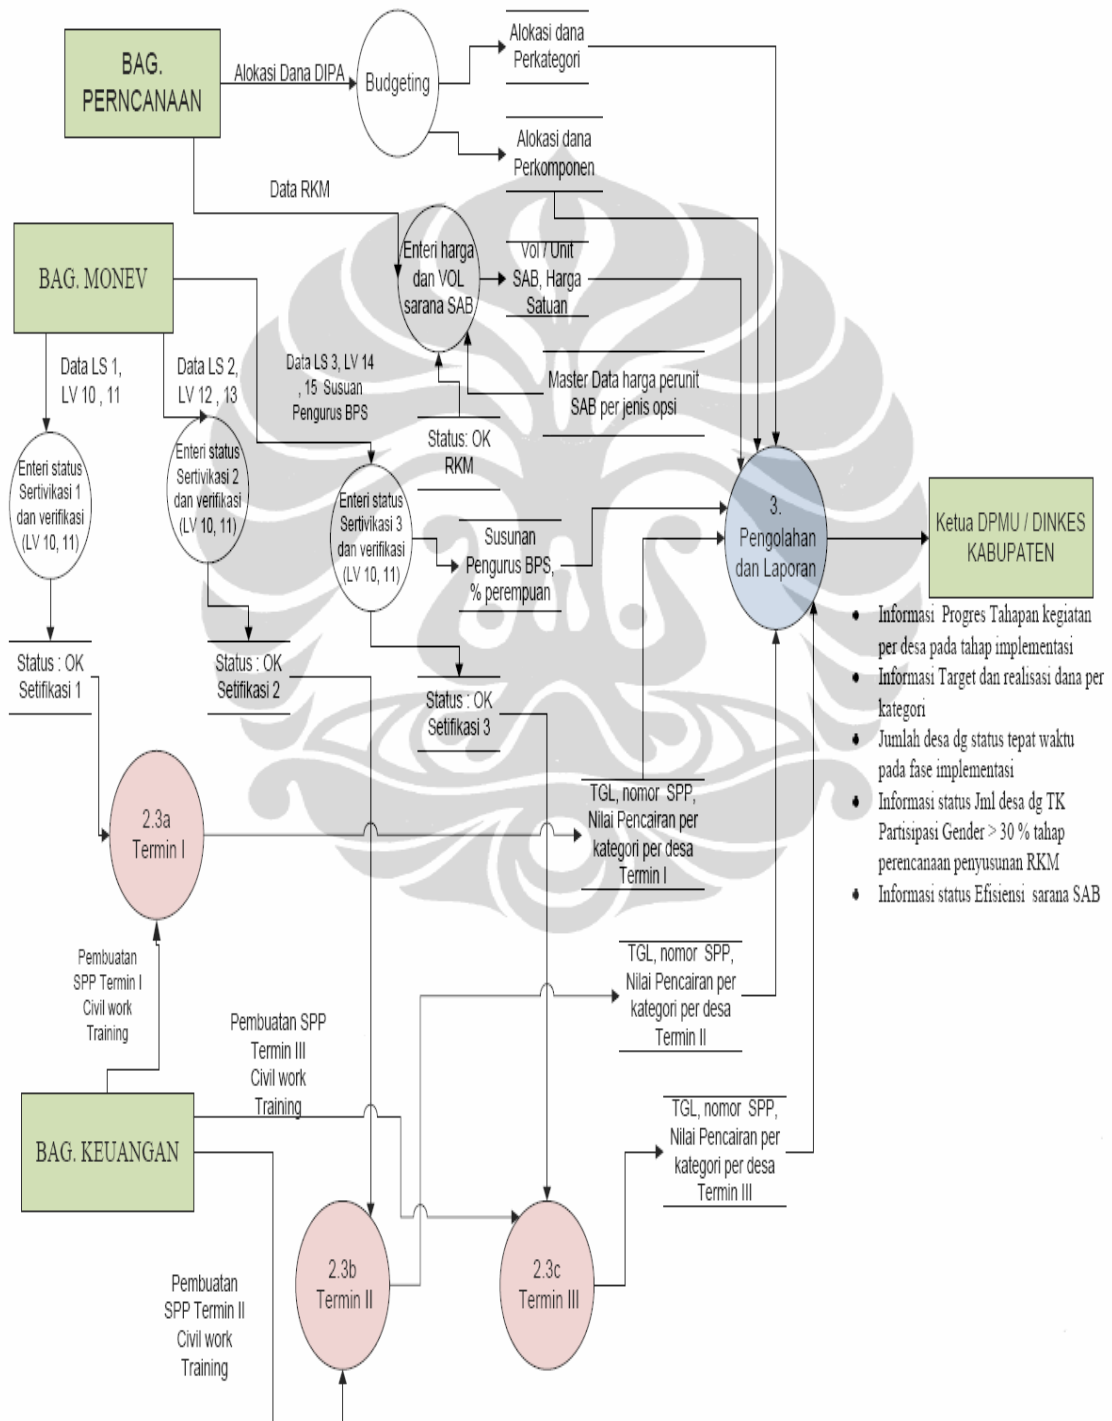 BAG.
PERNCANAAN
Alokasi Dana DIPA
Budgeting
Alokasi dana
Perkategori
Alokasi dana
Perkomponen
Data RKM
BAG. MONEV
Enteri harga
dan VOL
sarana SAB
Vol / Unit
SAB, Harga
Satuan
Data LS 1,
LV 10 , 11
Data LS 2,
LV 12 , 13
Data LS 3, LV 14
, 15 Susuan
Pengurus BPS
Master Data harga perunit
SAB per jenis opsi
Status: OK
RKM
Enteri status
Sertivikasi 1
dan verifikasi
(LV 10, 11)
Enteri status
Sertivikasi 2
dan verifikasi
(LV 10, 11)
Enteri status
Sertivikasi 3
dan verifikasi
(LV 10, 11)
Susunan
Pengurus BPS,
% perempuan
3.
Pengolahan
dan Laporan
Ketua DPMU / DINKES
KABUPATEN
• Informasi Progres Tahapan kegiatan
per desa pada tahap implementasi
• Informasi Target dan realisasi dana per
kategori
• Jumlah desa dg status tepat waktu
pada fase implementasi
• Informasi status Jml desa dg TK
Partisipasi Gender > 30 % tahap
perencanaan penyusunan RKM
• Informasi status Efisiensi sarana SAB
Status : OK
Setifikasi 1
Status : OK
Setifikasi 2
Status : OK
Setifikasi 3
2.3a
Termin I
TGL, nomor SPP,
Nilai Pencairan per
kategori per desa
Termin I
Pembuatan
SPP Termin I
Civil work
Training
TGL, nomor SPP,
Nilai Pencairan per
kategori per desa
Termin II
Pembuatan SPP
Termin III
Civil work
Training
BAG. KEUANGAN
TGL, nomor SPP,
Nilai Pencairan per
kategori per desa
Termin III
2.3b
Termin II
2.3c
Termin III
Pembuatan
SPP Termin II
Civil work
Training